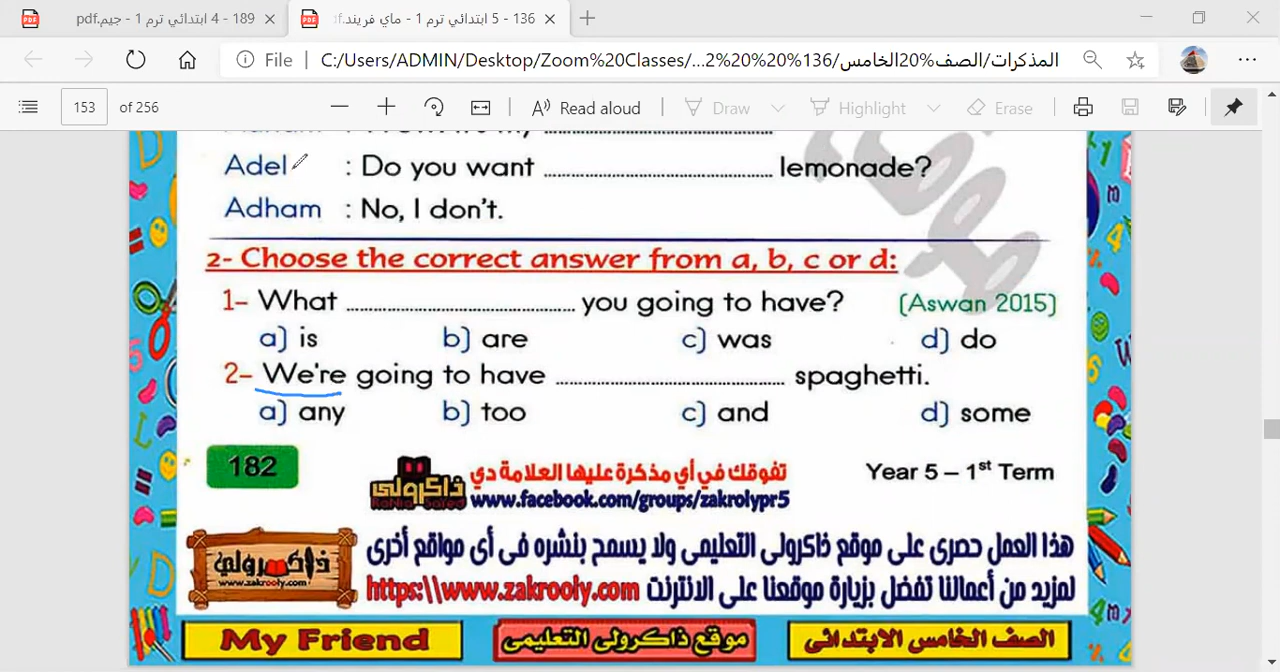 189 - 4 ابتدائي ترم 1 - جيم.pdf
136 - 5 ابتدائي ترم 1 - ماي فريند
File C:/Users/ADMIN/Desktop/Zoom%20Classes/...2%20%20%136/المذكرات/الصف%20الخامس
153 of 256 Read aloud Draw Highlight Erase
Adel : Do you want ........................ lemonade?
Adham : No, I don't.
2- Choose the correct answer from a, b, c or d:
1- What ........................ you going to have? (Aswan 2015)
a) is b) are c) was d) do
2- We're going to have ........................ spaghetti.
a) any b) too c) and d) some
182
تفوقك في أي مذكرة عليها العلامة دي
www.facebook.com/groups/zakrolypr5
Year 5 – 1st Term
ذاكرولى
هذا العمل حصرى على موقع ذاكرولى التعليمى ولا يسمح بنشره فى أى مواقع أخرى
لمزيد من أعمالنا تفضل بزيارة موقعنا على الانترنت https:\\www.zakrooly.com
ذاكرولى
www.zakrooly.com
My Friend
موقع ذاكرولى التعليمى
الصف الخامس الابتدائى